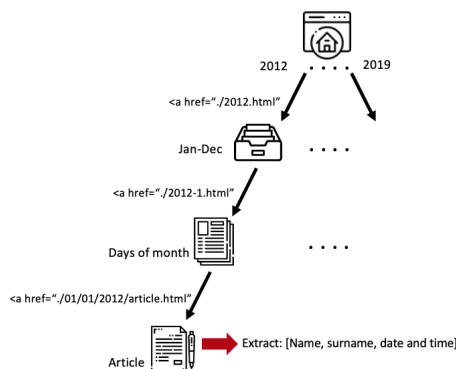 2012 . . . . 2019
<a href="./2012.html"
Jan-Dec . . . .
<a href="./2012-1.html"
Days of month . . . .
<a href="./01/01/2012/article.html"
Article Extract: [Name, surname, date and time]